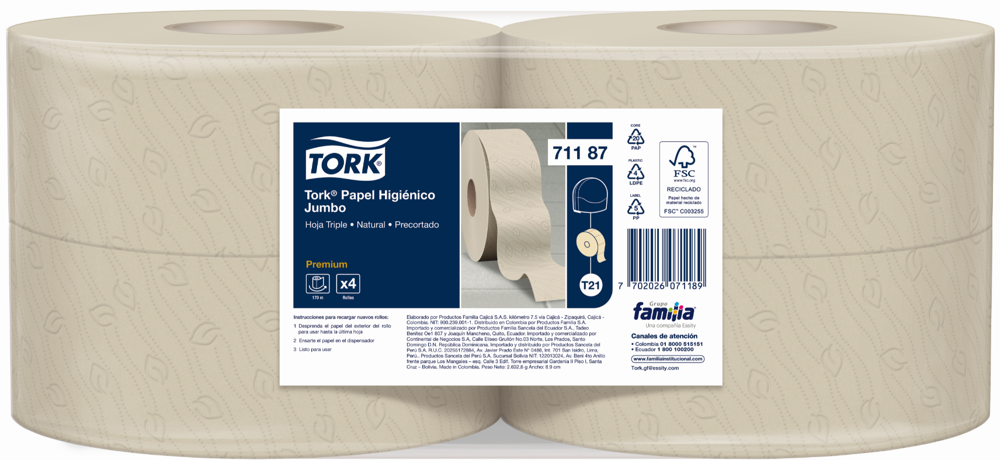 TORK®
Tork® Papel Higiénico
Jumbo
Hoja Triple • Natural • Precortado
Premium
x4
170 m
Rollos
71187
T21
CORE
20
PAP
PLASTIC
4
LDPE
LABEL
5
PP
™
FSC
www.fsc.org
RECICLADO
Papel hecho de
material reciclado
FSC™ C003255
7 702026 071189
Grupo
familia®
Una compañía Essity
Canales de atención
• Colombia 01 8000 515151
• Ecuador 1 800 100200
www.familiainstitucional.com
Tork.gf@essity.com
Instrucciones para recargar nuevos rollos:
1 Desprenda el papel del exterior del rollo
para usar hasta la última hoja
2 Ensarte el papel en el dispensador
3 Listo para usar
Elaborado por Productos Familia Cajicá S.A.S. kilómetro 7.5 vía Cajicá - Zipaquirá, Cajicá -
Colombia. NIT: 900.239.001-1. Distribuido en Colombia por Productos Familia S.A.
Importado y comercializado por Productos Familia Sancela del Ecuador S.A., Tadeo
Benítez Oe1 807 y Joaquín Mancheno, Quito, Ecuador. Importado y comercializado por
Continental de Negocios S.A, Calle Eliseo Grullón No.03 Norte, Los Prados, Santo
Domingo D.N. República Dominicana. Importado y distribuido por Productos Sancela del
Perú S.A. R.U.C. 20255172884, Av. Javier Prado Este N° 0488, Int. 701 San Isidro, Lima,
Perú.. Productos Sancela del Perú S.A. Sucursal Bolivia NIT: 122013024, Av. Beni 4to Anillo
frente parque Los Mangales – esq. Calle 3 Edif. Torre empresarial Gardenia II Piso I, Santa
Cruz – Bolivia. Made in Colombia. Peso Neto: 2.632,6 g Ancho: 8.9 cm